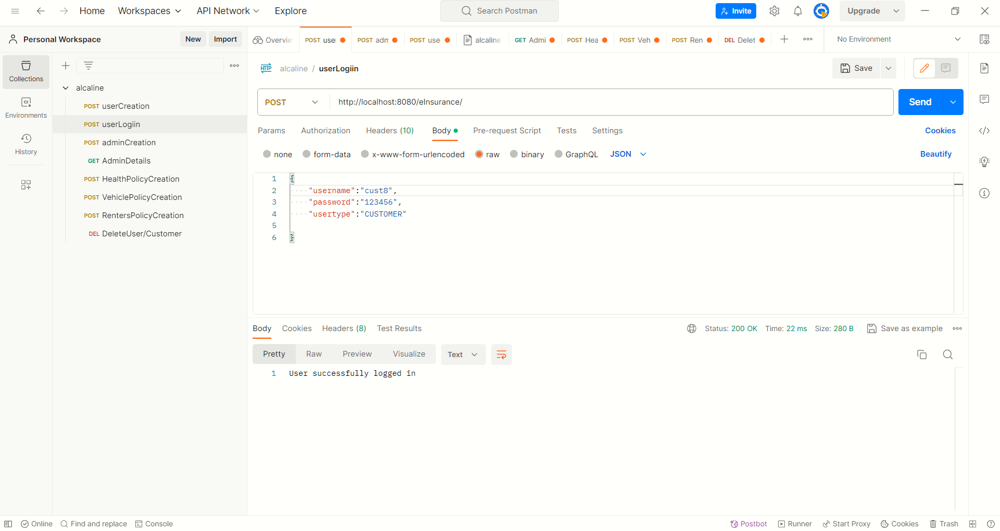 Home Workspaces API Network Explore Search Postman Invite Upgrade
Personal Workspace New Import Overvie POST use POST adm POST use alcaline GET Admi POST Hea POST Veh POST Ren DEL Delet No Environment
Collections
Environments
History
alcaline
POST userCreation
POST userLogiin
POST adminCreation
GET AdminDetails
POST HealthPolicyCreation
POST VehiclePolicyCreation
POST RentersPolicyCreation
DEL DeleteUser/Customer
HTTP alcaline / userLogiin Save
POST http://localhost:8080/eInsurance/ Send
Params Authorization Headers (10) Body Pre-request Script Tests Settings Cookies
none form-data x-www-form-urlencoded raw binary GraphQL JSON Beautify
1 {
2 "username":"cust8",
3 "password":"123456",
4 "usertype":"CUSTOMER"
5
6 }
Body Cookies Headers (8) Test Results Status: 200 OK Time: 22 ms Size: 280 B Save as example
Pretty Raw Preview Visualize Text
1 User successfully logged in
Online Find and replace Console Postbot Runner Start Proxy Cookies Trash